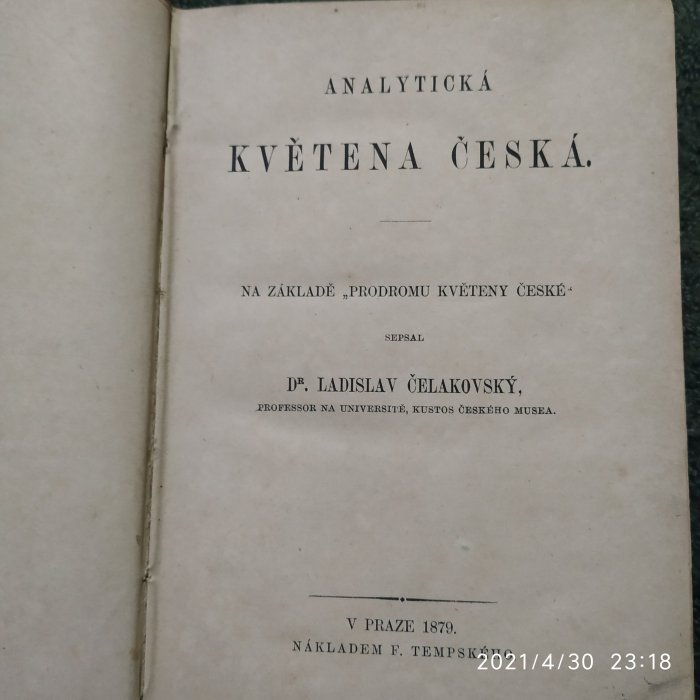 ANALYTICKÁ
KVĚTENA ČESKÁ.
NA ZÁKLADĚ „PRODROMU KVĚTENY ČESKÉ“
SEPSAL
DR. LADISLAV ČELAKOVSKÝ,
PROFESSOR NA UNIVERSITĚ, KUSTOS ČESKÉHO MUSEA.
V PRAZE 1879.
NÁKLADEM F. TEMPSKÉHO.
2021/4/30 23:18